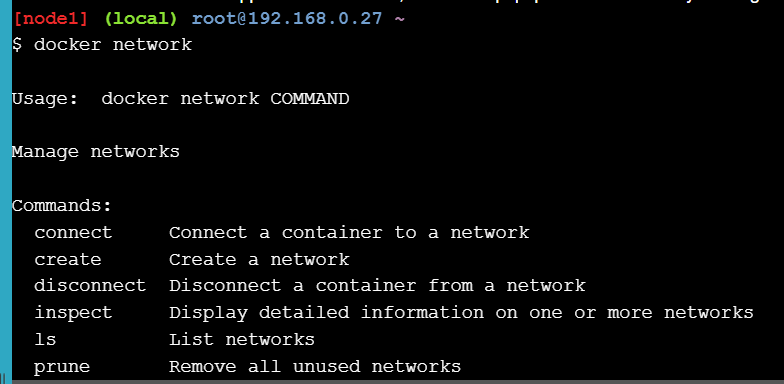 [node1] (local) root@192.168.0.27 ~
$ docker network
Usage:  docker network COMMAND
Manage networks
Commands:
  connect     Connect a container to a network
  create      Create a network
  disconnect  Disconnect a container from a network
  inspect     Display detailed information on one or more networks
  ls          List networks
  prune       Remove all unused networks